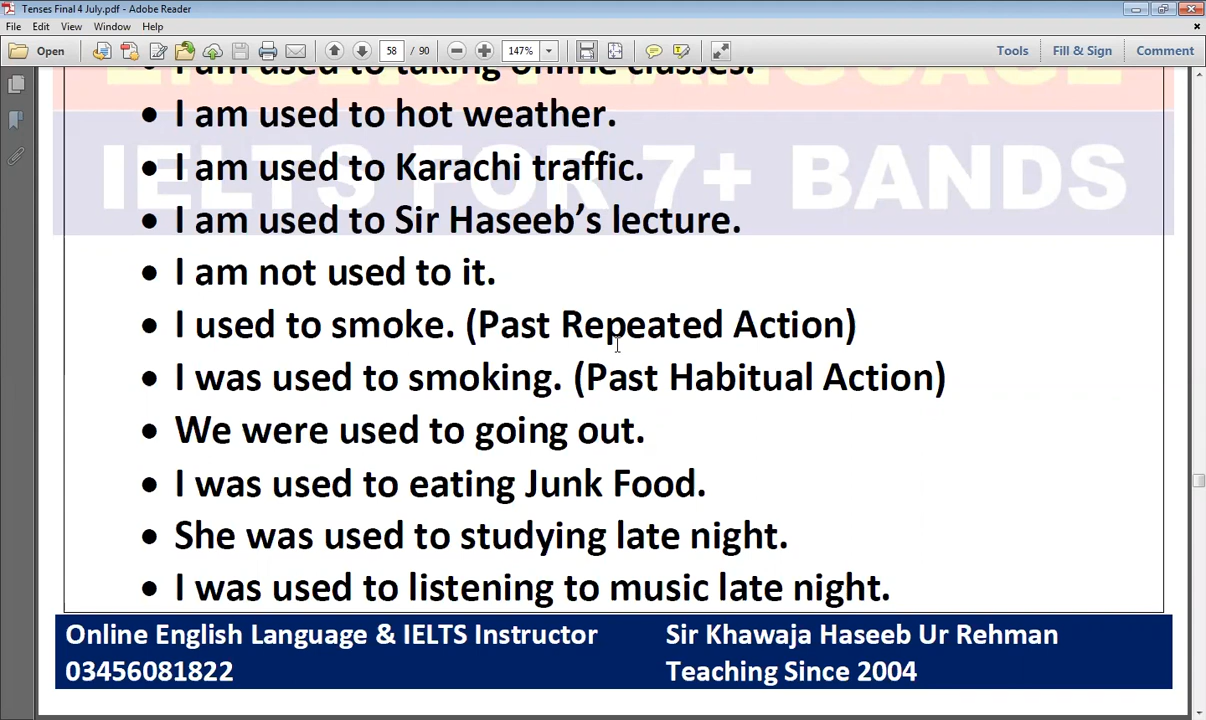 Tenses Final 4 July.pdf - Adobe Reader
File Edit View Window Help
Open 58 / 90 147% Tools Fill & Sign Comment
ENGLISH LANGUAGE
IELTS FOR 7+ BANDS
• I am used to taking online classes.
• I am used to hot weather.
• I am used to Karachi traffic.
• I am used to Sir Haseeb’s lecture.
• I am not used to it.
• I used to smoke. (Past Repeated Action)
• I was used to smoking. (Past Habitual Action)
• We were used to going out.
• I was used to eating Junk Food.
• She was used to studying late night.
• I was used to listening to music late night.
Online English Language & IELTS Instructor Sir Khawaja Haseeb Ur Rehman
03456081822 Teaching Since 2004